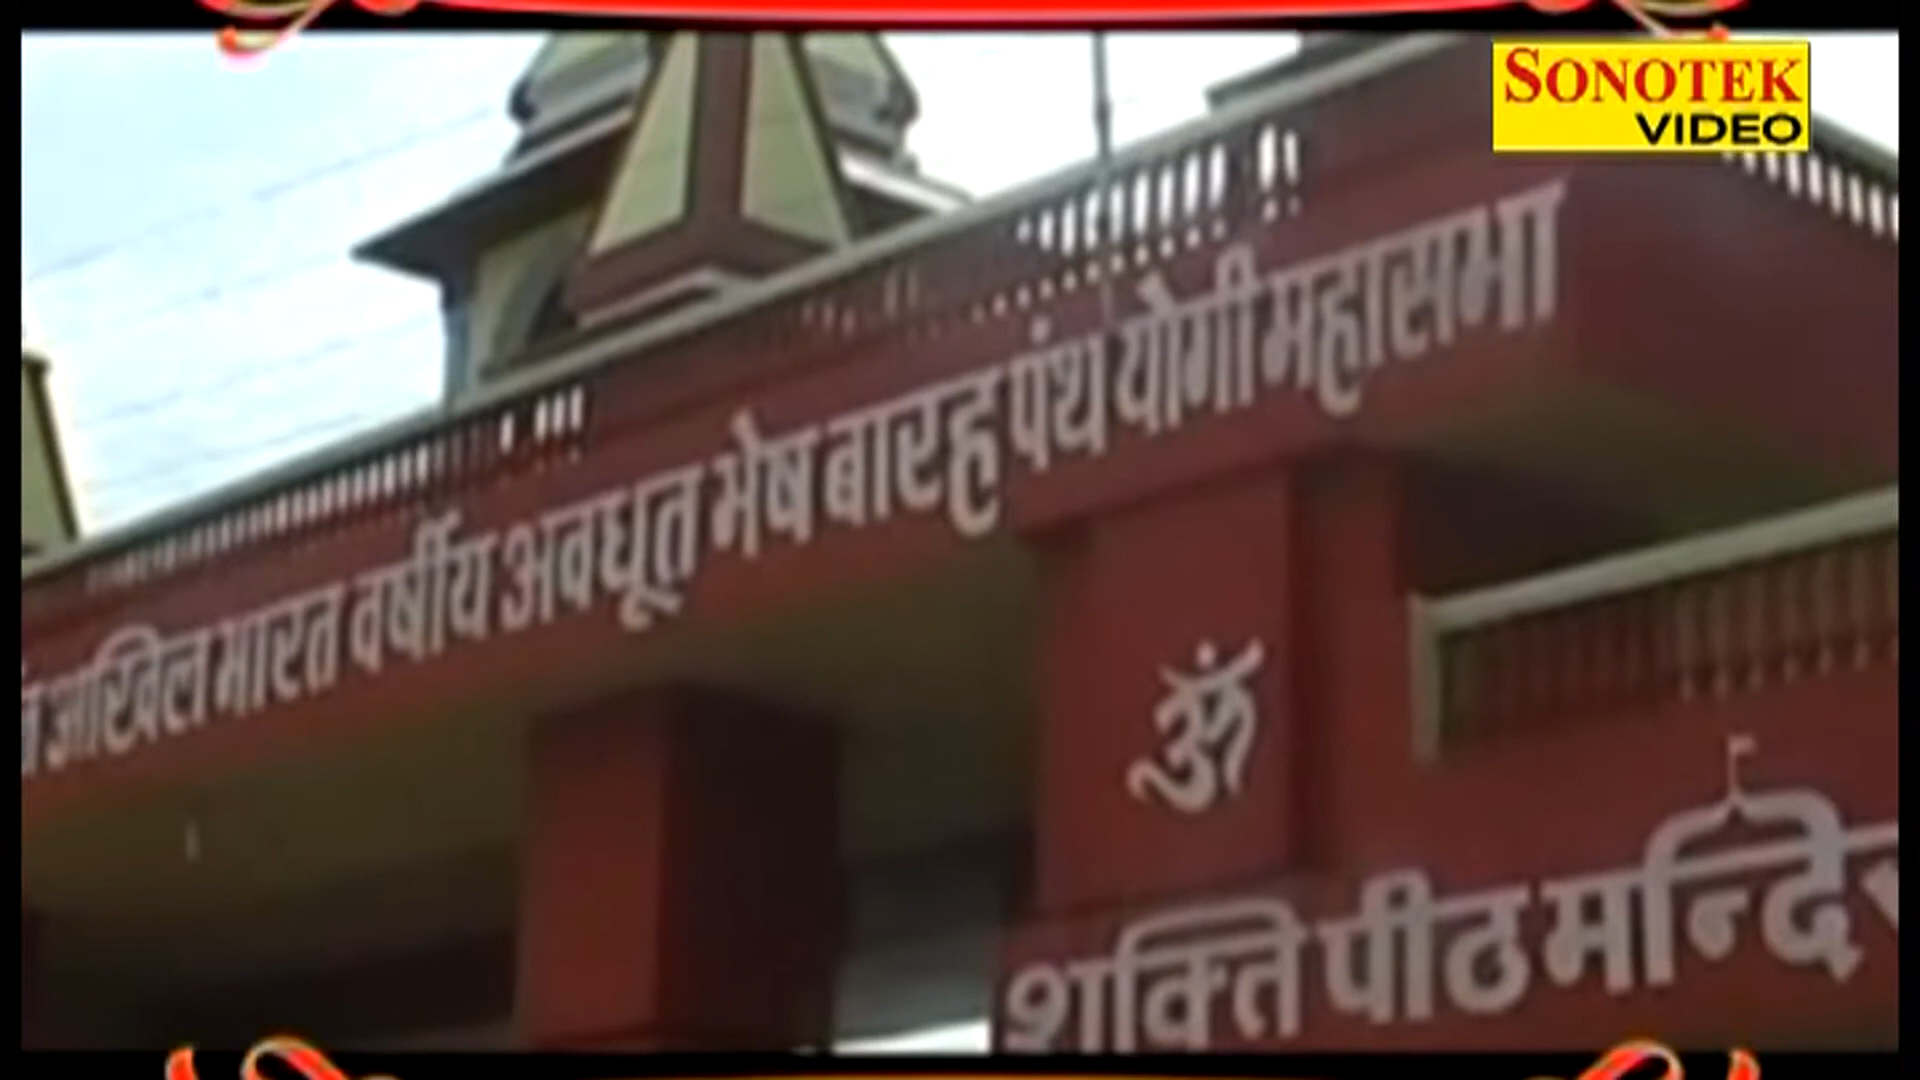 SONOTEK
VIDEO
अखिल भारत वर्षीय अवधूत भेष बारह पंथ योगी महासभा
ॐ
शक्ति पीठ मन्दिर